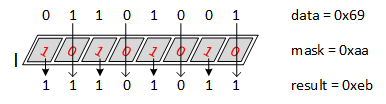 0 1 1 0 1 0 0 1 data = 0x69
| 1 0 1 0 1 0 1 0 mask = 0xaa
1 1 1 0 1 0 1 1 result = 0xeb